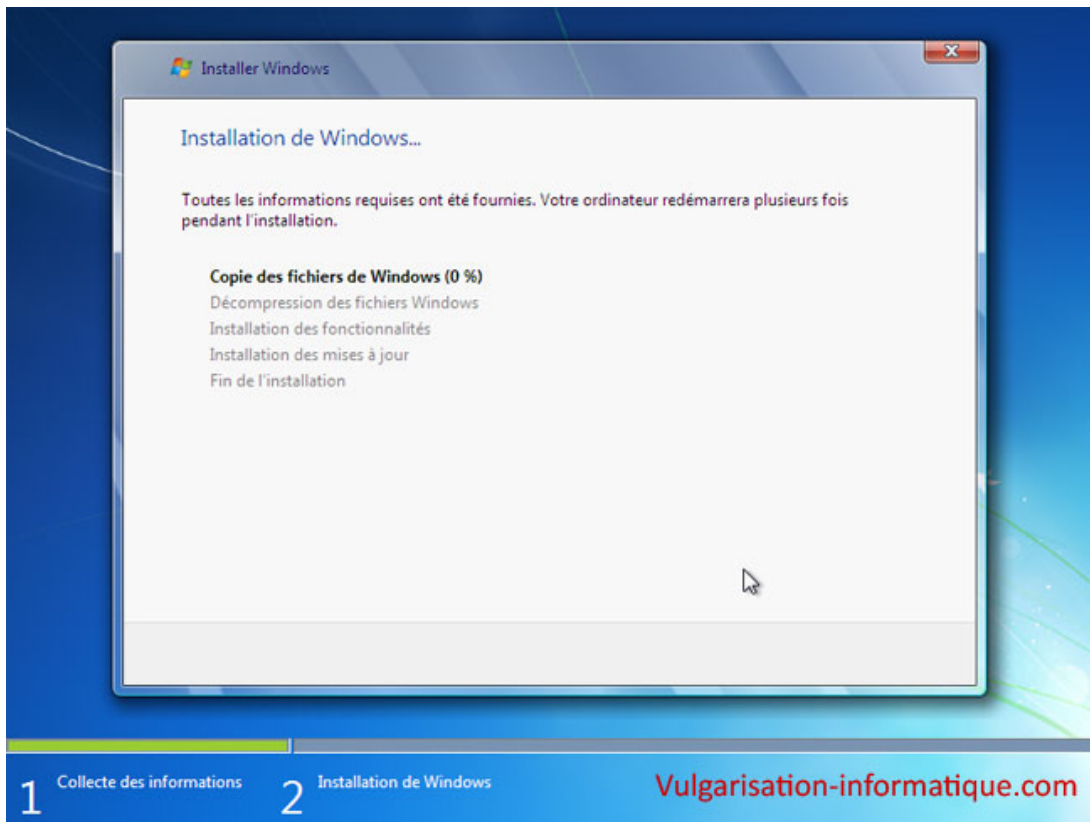 Installer Windows
Installation de Windows...
Toutes les informations requises ont été fournies. Votre ordinateur redémarrera plusieurs fois
pendant l'installation.
Copie des fichiers de Windows (0 %)
Décompression des fichiers Windows
Installation des fonctionnalités
Installation des mises à jour
Fin de l'installation
1 Collecte des informations 2 Installation de Windows
Vulgarisation-informatique.com